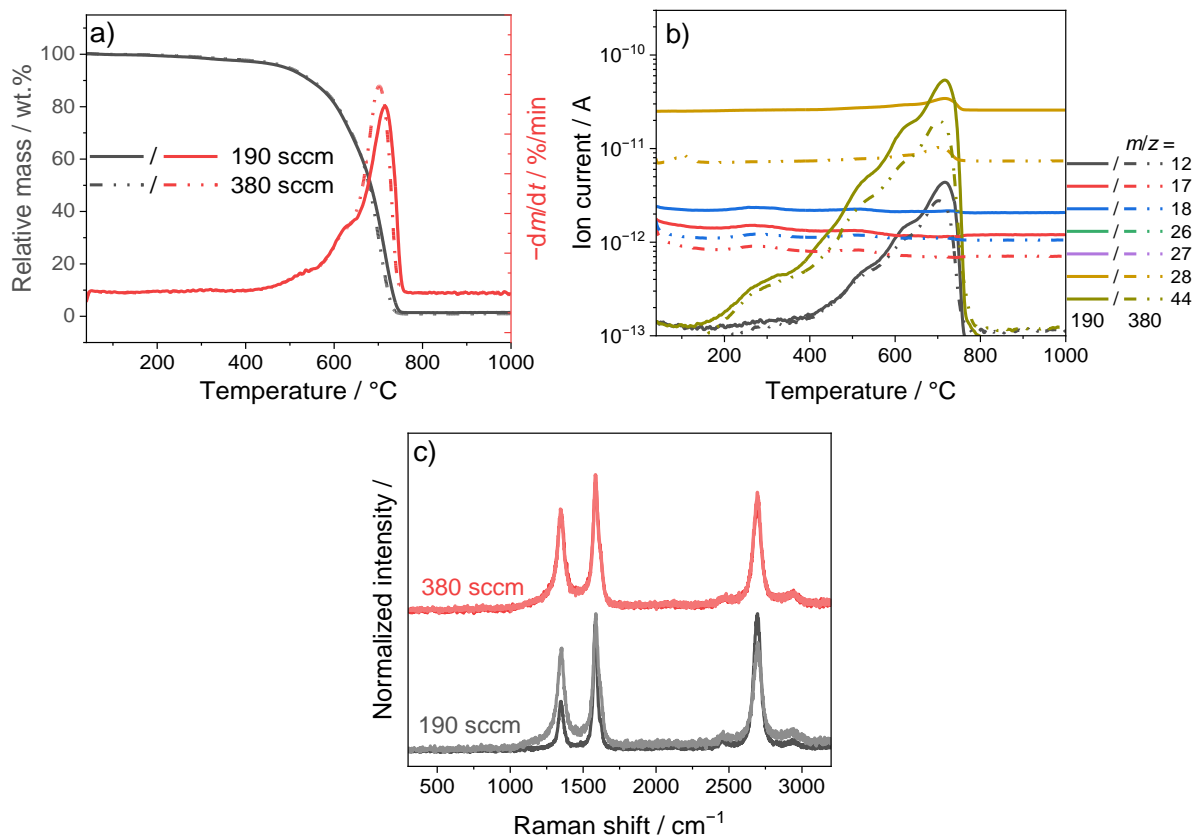 a)
Relative mass / wt.%
100
80
60
40
20
0
/ 190 sccm
/ 380 sccm
−dm/dt / %/min
200 400 600 800 1000
Temperature / °C
b)
Ion current / A
10⁻¹⁰
10⁻¹¹
10⁻¹²
10⁻¹³
200 400 600 800 1000
Temperature / °C
m/z =
/ 12
/ 17
/ 18
/ 26
/ 27
/ 28
/ 44
190 380
c)
Normalized intensity /
380 sccm
190 sccm
500 1000 1500 2000 2500 3000
Raman shift / cm⁻¹